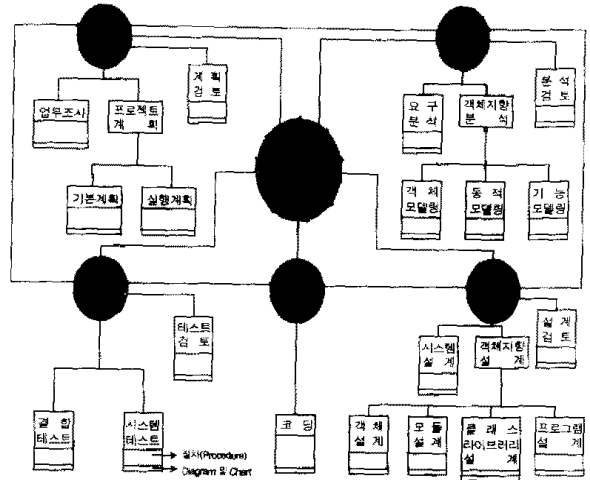 계 획
검 토
업무조사
프로젝트
계 획
기본계획
실행계획
분 석
검 토
요 구
분 석
객체지향
분 석
객 체
모델링
동 적
모델링
기 능
모델링
테스트
검 토
결 합
테스트
시스템
테스트
절차(Procedure)
Diagram 및 Chart
코 딩
설 계
검 토
시스템
설 계
객체지향
설 계
객 체
설 계
모 듈
설 계
클 래 스
라이브러리
설 계
프로그램
설 계